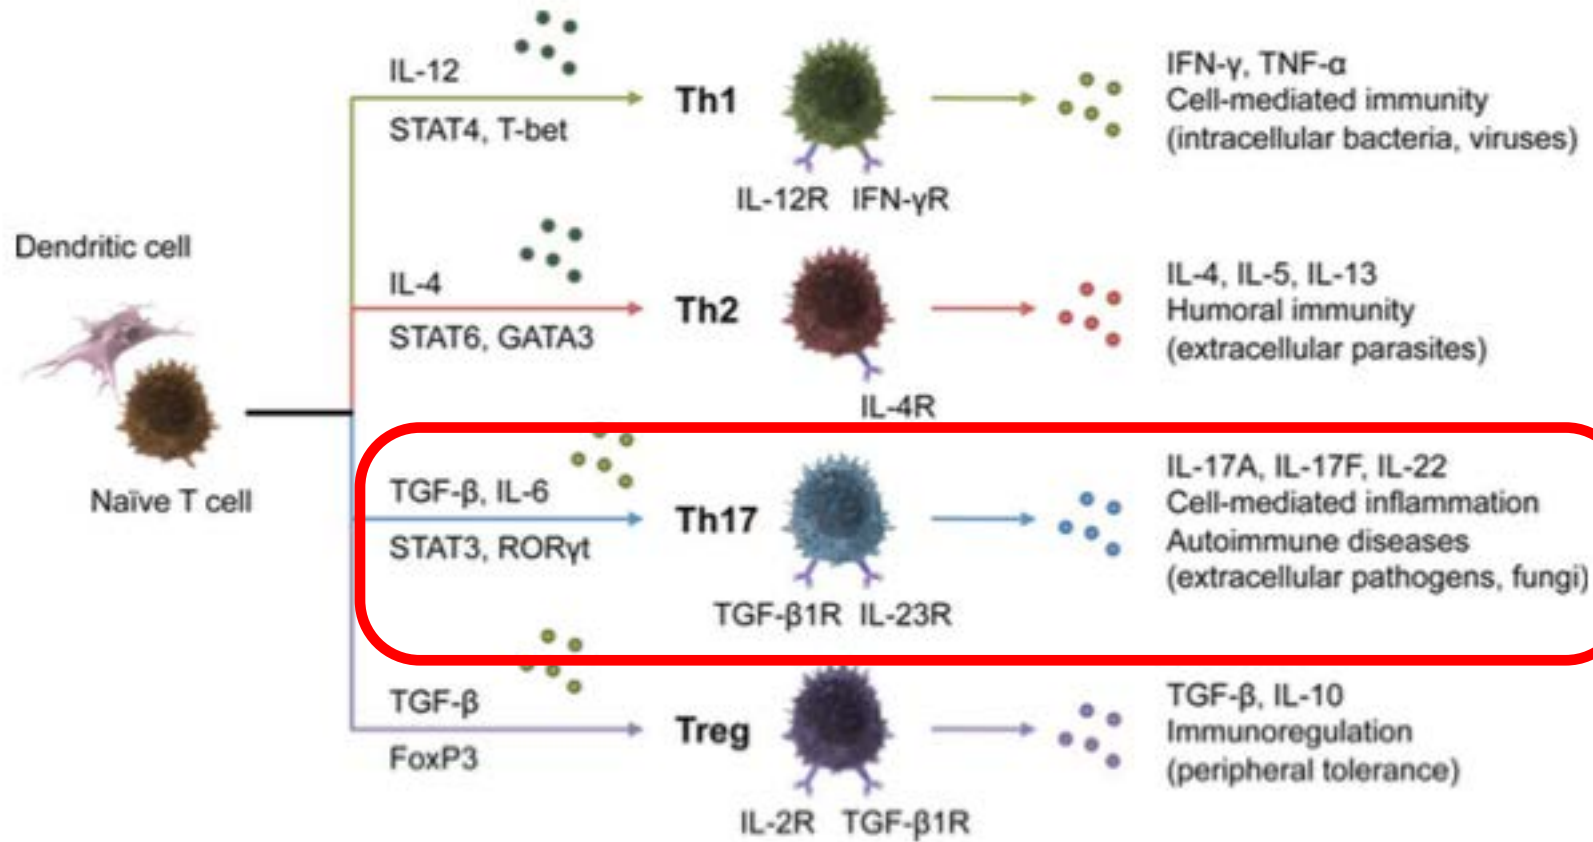 IL-12
STAT4, T-bet
Th1
IL-12R IFN-γR
IFN-γ, TNF-α
Cell-mediated immunity
(intracellular bacteria, viruses)
Dendritic cell
Naïve T cell
IL-4
STAT6, GATA3
Th2
IL-4R
IL-4, IL-5, IL-13
Humoral immunity
(extracellular parasites)
TGF-β, IL-6
STAT3, RORγt
Th17
TGF-β1R IL-23R
IL-17A, IL-17F, IL-22
Cell-mediated inflammation
Autoimmune diseases
(extracellular pathogens, fungi)
TGF-β
FoxP3
Treg
IL-2R TGF-β1R
TGF-β, IL-10
Immunoregulation
(peripheral tolerance)